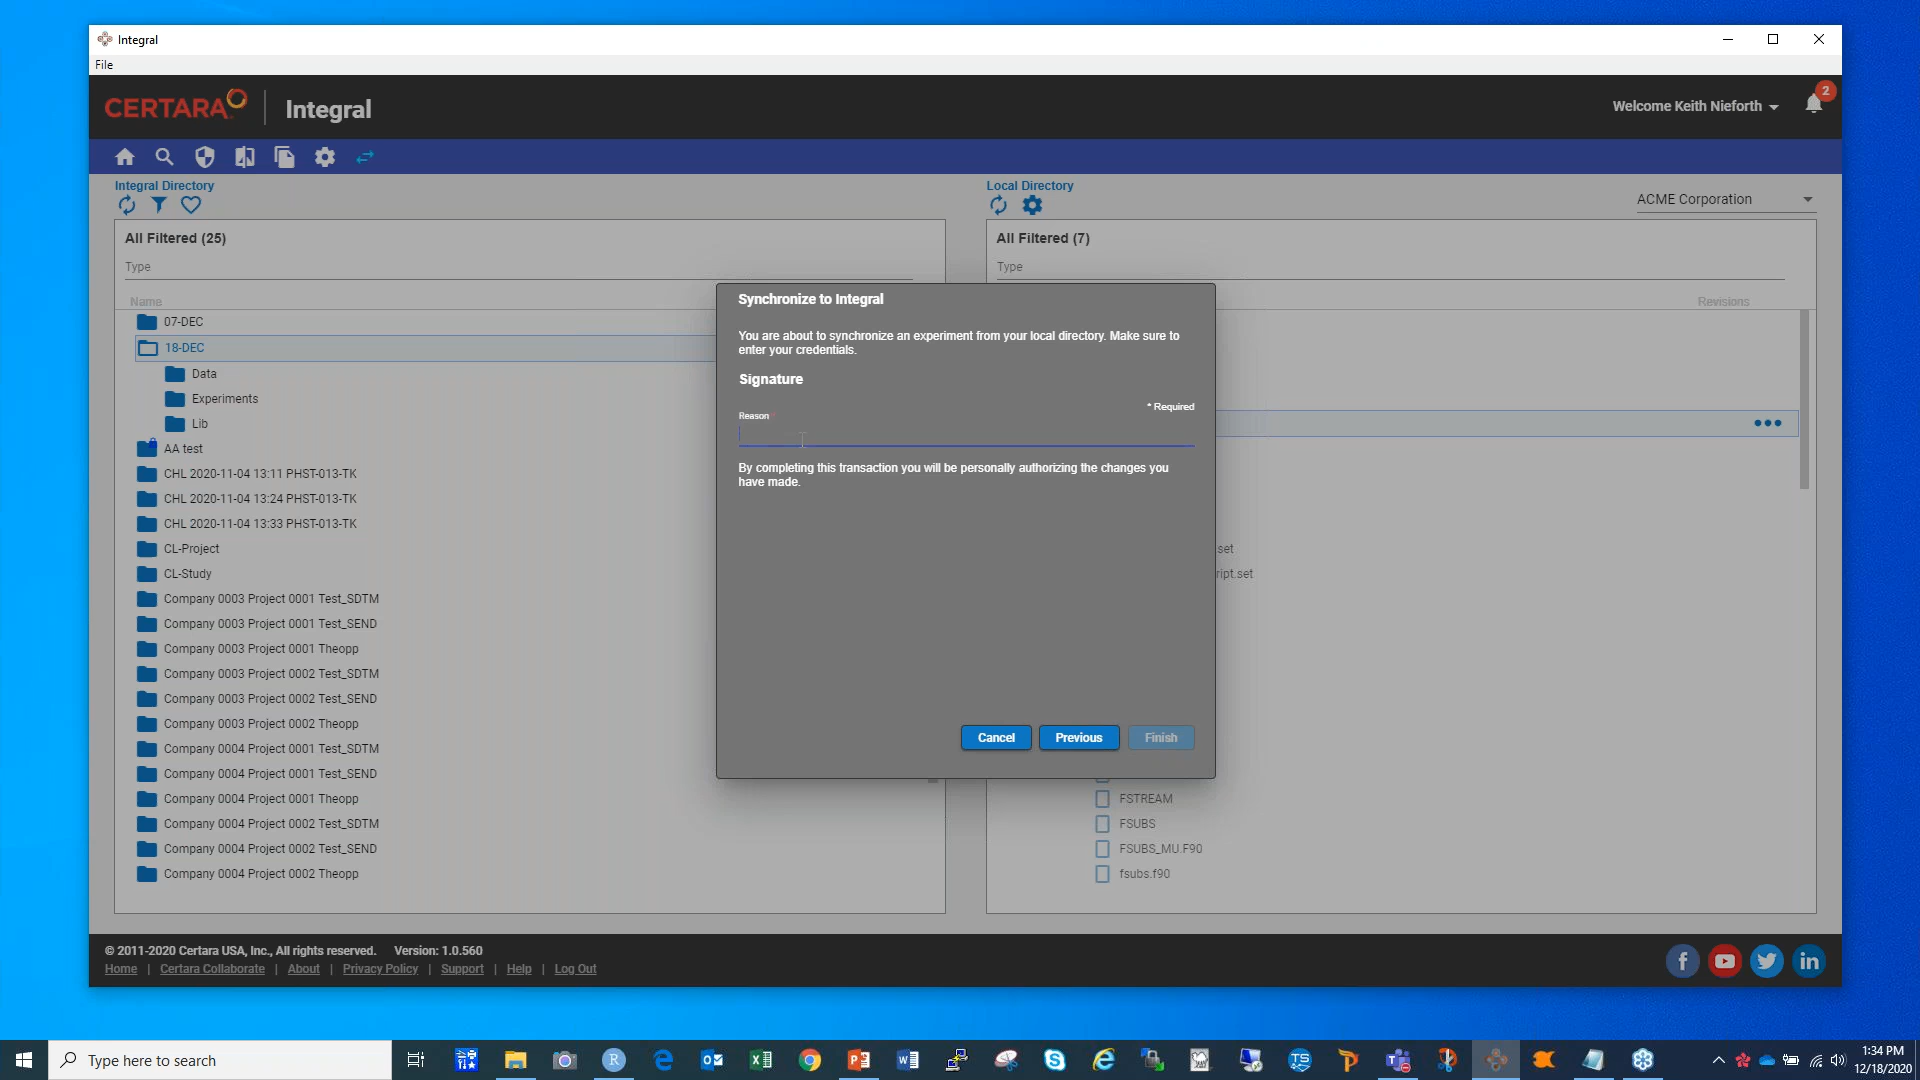 Integral
File
CERTARA
Integral
Welcome Keith Nieforth
2
Integral Directory
Local Directory
ACME Corporation
All Filtered (25)
All Filtered (7)
Type
Type
Name
Revisions
07-DEC
18-DEC
Data
Experiments
Lib
AA test
CHL 2020-11-04 13:11 PHST-013-TK
CHL 2020-11-04 13:24 PHST-013-TK
CHL 2020-11-04 13:33 PHST-013-TK
CL-Project
CL-Study
Company 0003 Project 0001 Test_SDTM
Company 0003 Project 0001 Test_SEND
Company 0003 Project 0001 Theopp
Company 0003 Project 0002 Test_SDTM
Company 0003 Project 0002 Test_SEND
Company 0003 Project 0002 Theopp
Company 0004 Project 0001 Test_SDTM
Company 0004 Project 0001 Test_SEND
Company 0004 Project 0001 Theopp
Company 0004 Project 0002 Test_SDTM
Company 0004 Project 0002 Test_SEND
Company 0004 Project 0002 Theopp
Synchronize to Integral
You are about to synchronize an experiment from your local directory. Make sure to
enter your credentials.
Signature
* Required
Reason *
By completing this transaction you will be personally authorizing the changes you
have made.
Cancel
Previous
Finish
set
ript.set
FSTREAM
FSUBS
FSUBS_MU.F90
fsubs.f90
© 2011-2020 Certara USA, Inc., All rights reserved. Version: 1.0.560
Home | Certara Collaborate | About | Privacy Policy | Support | Help | Log Out
Type here to search
1:34 PM
12/18/2020